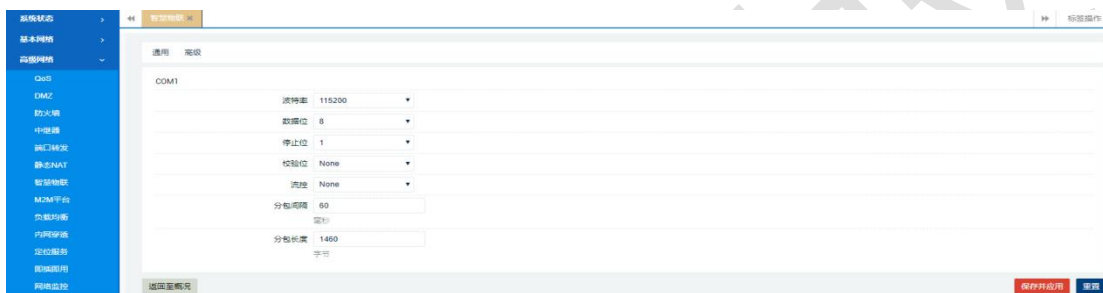 系统状态
基本网络
高级网络
QoS
DMZ
防火墙
中继器
端口转发
静态NAT
智慧物联
M2M平台
负载均衡
内网穿透
定位服务
即插即用
网络监控
智慧物联
标签操作
通用 高级
COM1
波特率 115200
数据位 8
停止位 1
校验位 None
流控 None
分包间隔 60
毫秒
分包长度 1460
字节
返回至概况
保存并应用 重置